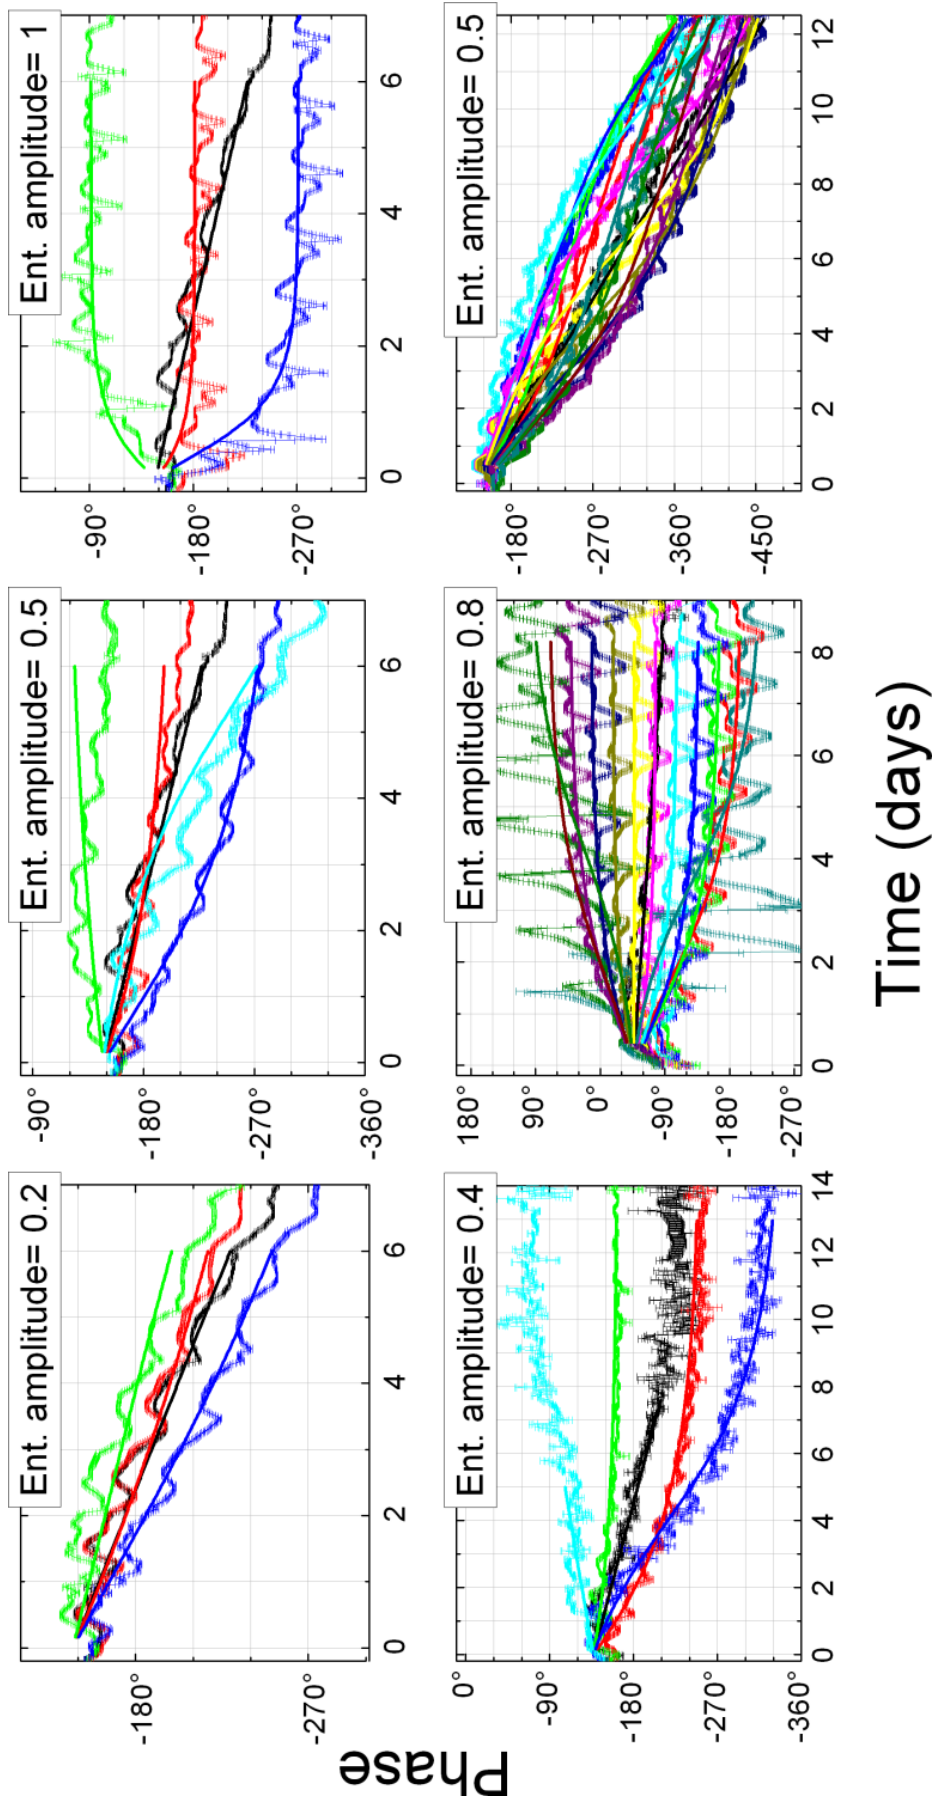 Phase
Ent. amplitude= 0.2
-180°
-270°
0 2 4 6
Ent. amplitude= 0.5
-90°
-180°
-270°
-360°
0 2 4 6
Ent. amplitude= 1
-90°
-180°
-270°
0 2 4 6
Ent. amplitude= 0.4
0°
-90°
-180°
-270°
-360°
0 2 4 6 8 10 12 14
Ent. amplitude= 0.8
180°
90°
0°
-90°
-180°
-270°
0 2 4 6 8
Ent. amplitude= 0.5
-180°
-270°
-360°
-450°
0 2 4 6 8 10 12
Time (days)